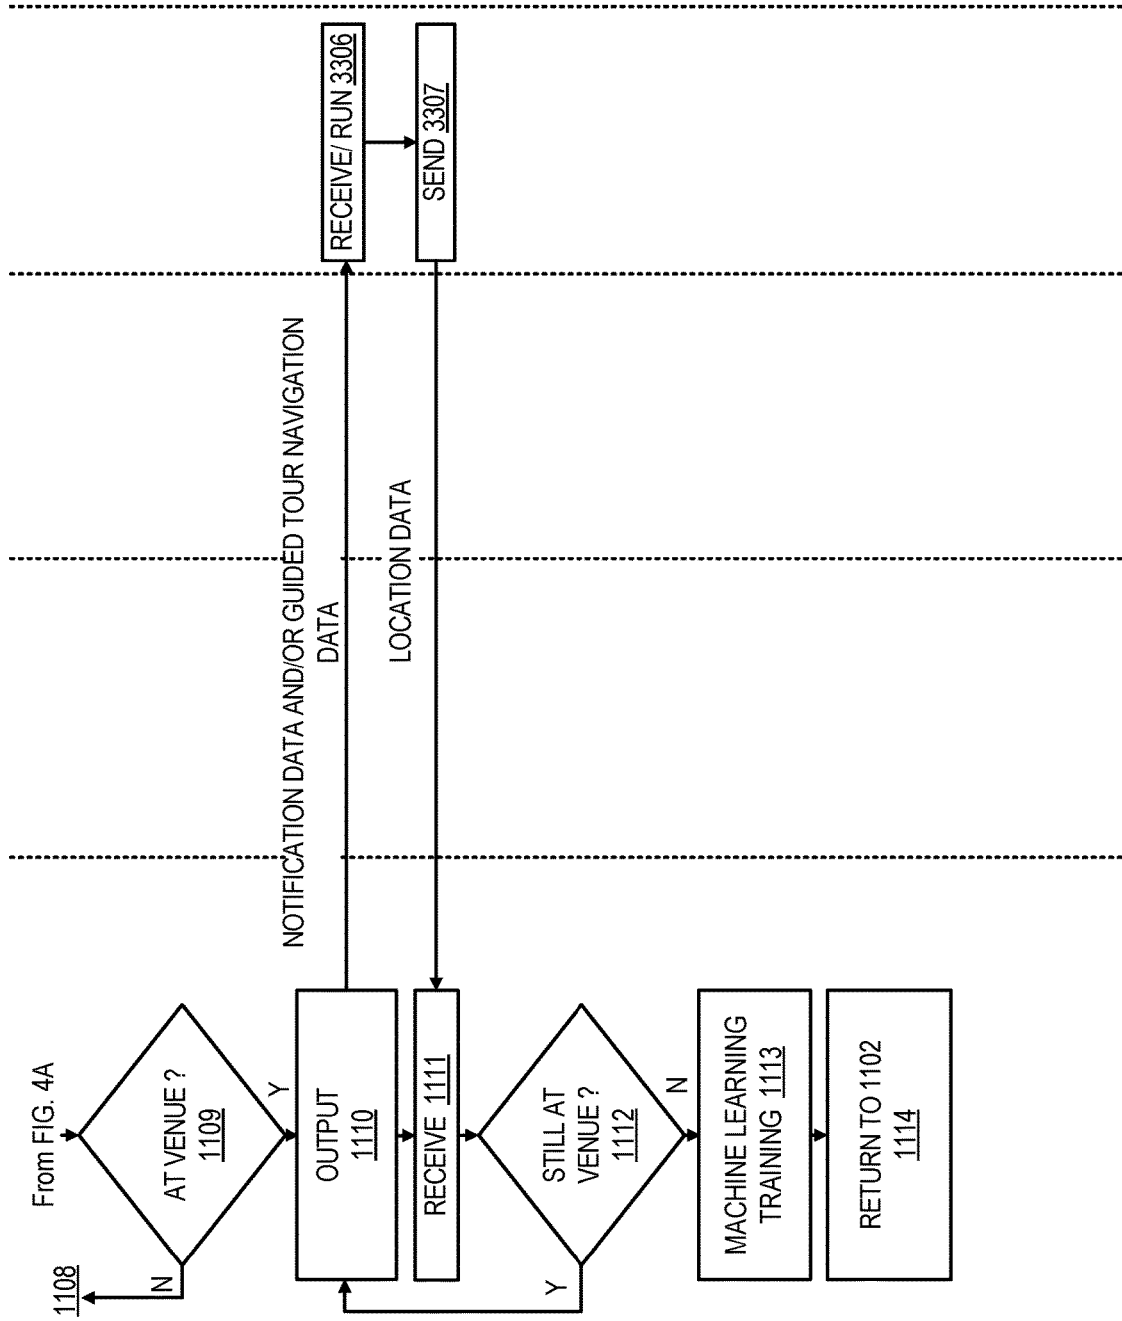 From FIG. 4A
1108
N
AT VENUE ?
1109
Y
NOTIFICATION DATA AND/OR GUIDED TOUR NAVIGATION
DATA
OUTPUT
1110
RECEIVE/ RUN 3306
LOCATION DATA
RECEIVE 1111
SEND 3307
STILL AT
VENUE ?
1112
Y
N
MACHINE LEARNING
TRAINING 1113
RETURN TO 1102
1114